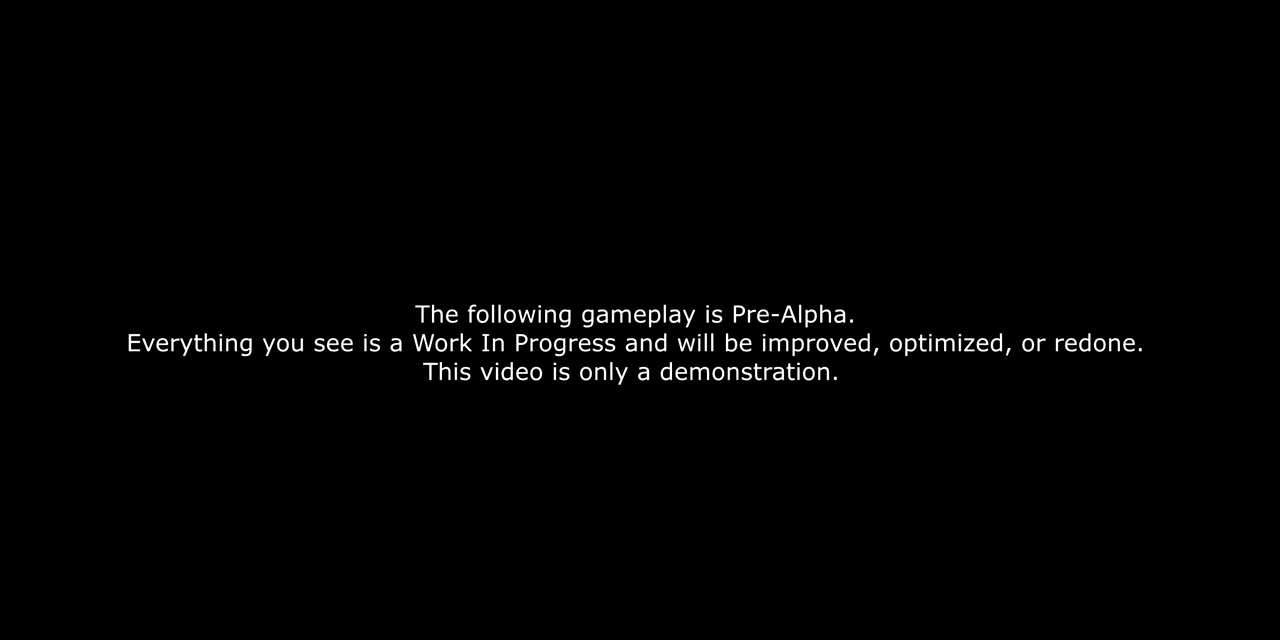 The following gameplay is Pre-Alpha.
Everything you see is a Work In Progress and will be improved, optimized, or redone.
This video is only a demonstration.